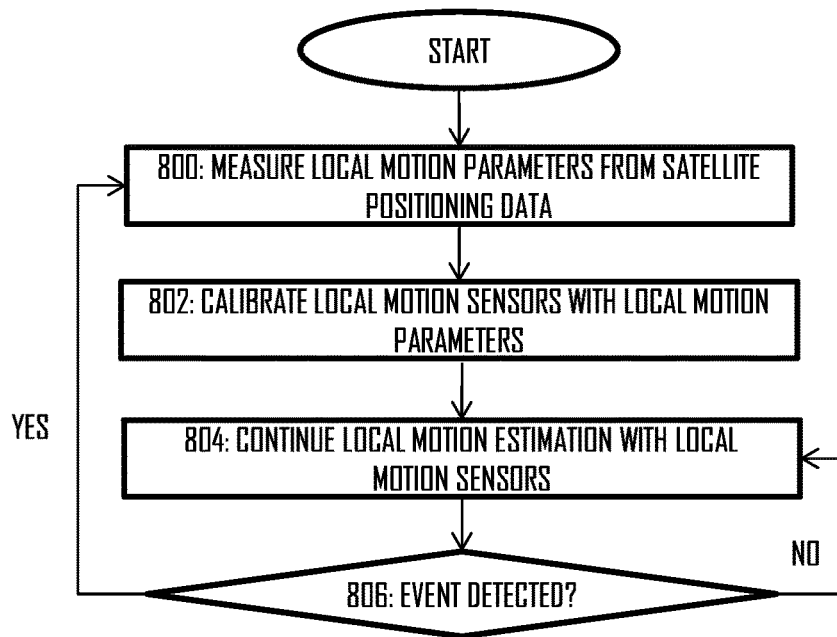 START
800: MEASURE LOCAL MOTION PARAMETERS FROM SATELLITE
POSITIONING DATA
802: CALIBRATE LOCAL MOTION SENSORS WITH LOCAL MOTION
PARAMETERS
YES
804: CONTINUE LOCAL MOTION ESTIMATION WITH LOCAL
MOTION SENSORS
NO
806: EVENT DETECTED?